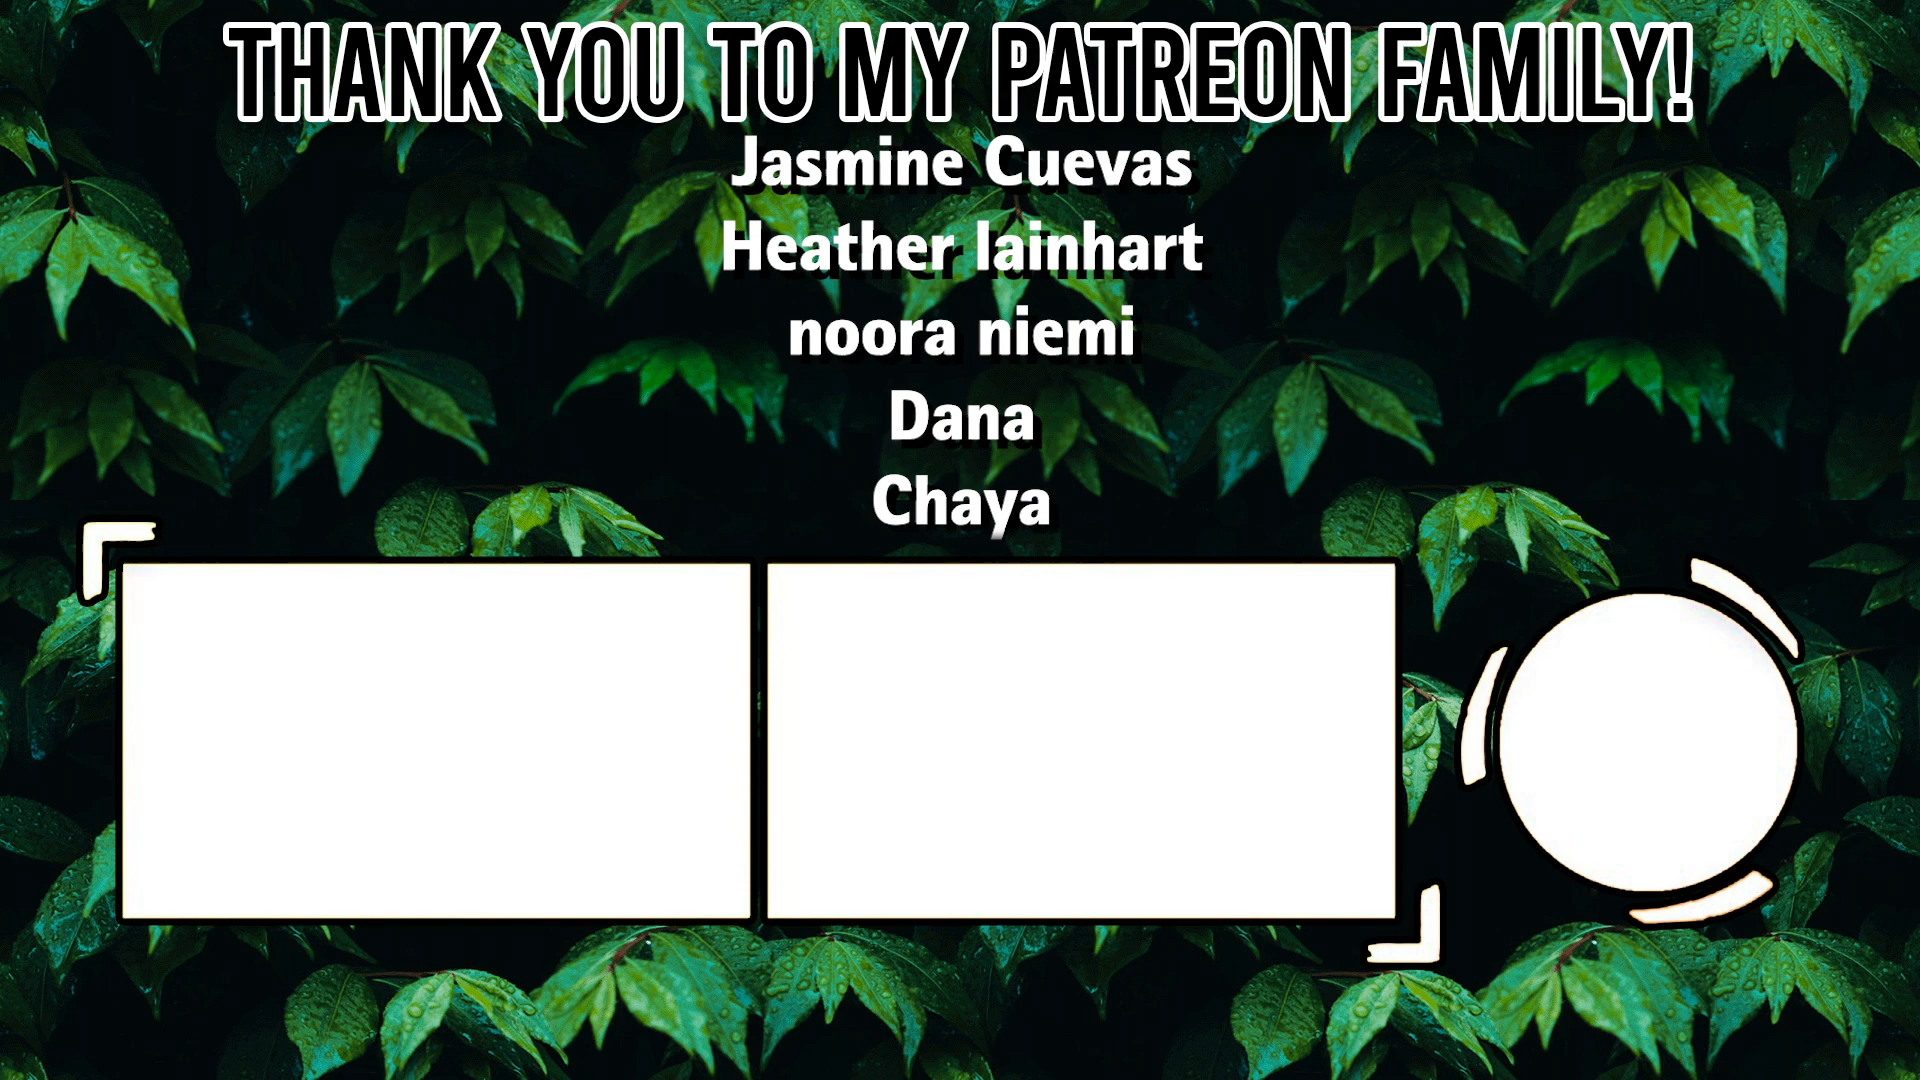 THANK YOU TO MY PATREON FAMILY!
Jasmine Cuevas
Heather lainhart
noora niemi
Dana
Chaya